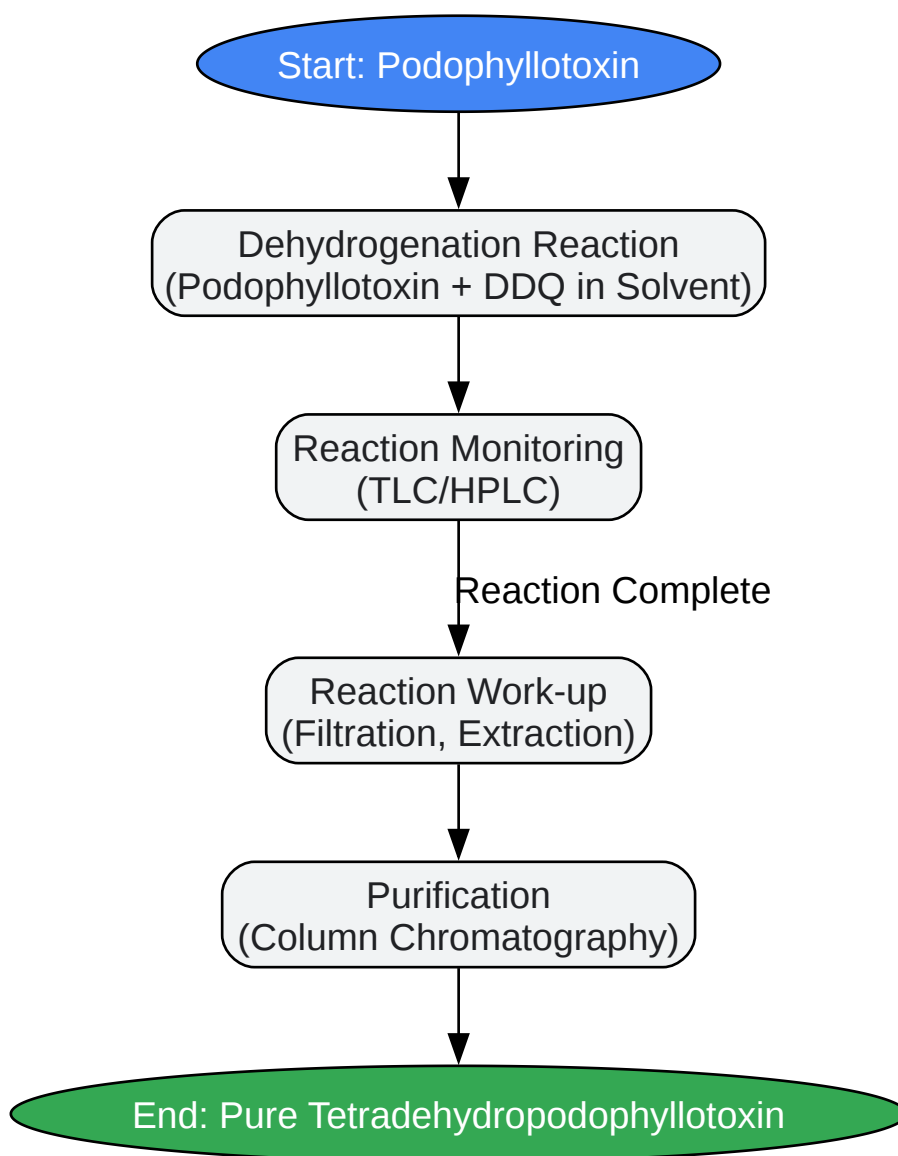 Start: Podophyllotoxin
Dehydrogenation Reaction
(Podophyllotoxin + DDQ in Solvent)
Reaction Monitoring
(TLC/HPLC)
Reaction Complete
Reaction Work-up
(Filtration, Extraction)
Purification
(Column Chromatography)
End: Pure Tetradehydropodophyllotoxin